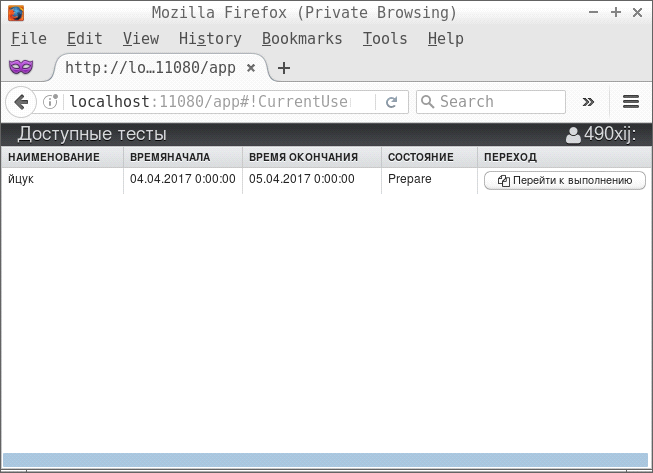 Mozilla Firefox (Private Browsing)
File Edit View History Bookmarks Tools Help
http://lo…11080/app
localhost:11080/app#!CurrentUse
Search
Доступные тесты 490xij:
НАИМЕНОВАНИЕ ВРЕМЯНАЧАЛА ВРЕМЯ ОКОНЧАНИЯ СОСТОЯНИЕ ПЕРЕХОД
йцук 04.04.2017 0:00:00 05.04.2017 0:00:00 Prepare Перейти к выполнению